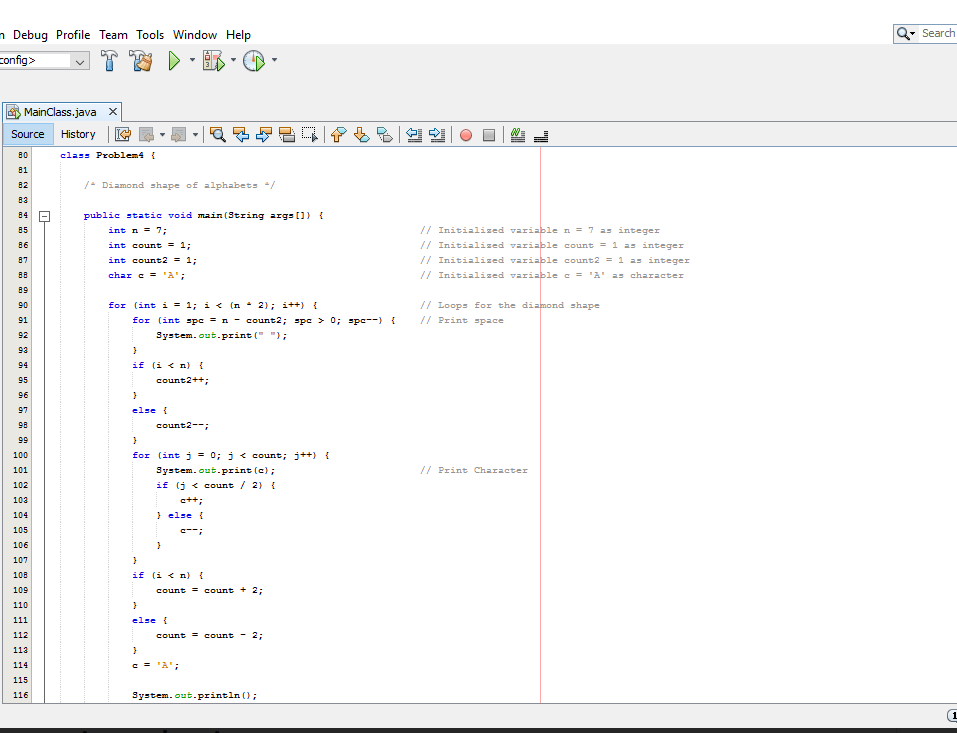 n Debug Profile Team Tools Window Help
Search
config>
MainClass.java
Source History
80 class Problem4 {
81
82 /* Diamond shape of alphabets */
83
84 public static void main(String args[]) {
85 int n = 7; // Initialized variable n = 7 as integer
86 int count = 1; // Initialized variable count = 1 as integer
87 int count2 = 1; // Initialized variable count2 = 1 as integer
88 char c = 'A'; // Initialized variable c = 'A' as character
89
90 for (int i = 1; i < (n * 2); i++) { // Loops for the diamond shape
91 for (int spc = n - count2; spc > 0; spc--) { // Print space
92 System.out.print(" ");
93 }
94 if (i < n) {
95 count2++;
96 }
97 else {
98 count2--;
99 }
100 for (int j = 0; j < count; j++) {
101 System.out.print(c); // Print Character
102 if (j < count / 2) {
103 c++;
104 } else {
105 c--;
106 }
107 }
108 if (i < n) {
109 count = count + 2;
110 }
111 else {
112 count = count - 2;
113 }
114 c = 'A';
115
116 System.out.println();
1